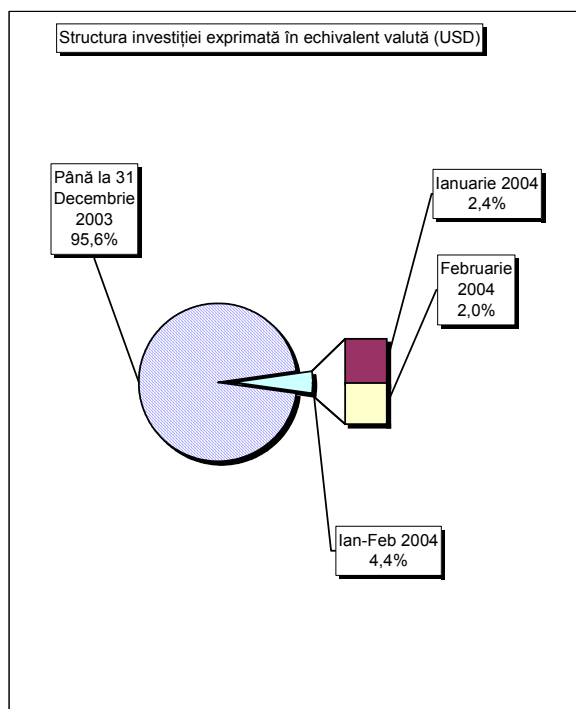 Structura investiției exprimată în echivalent valută (USD)
Până la 31
Decembrie
2003
95,6%
Ianuarie 2004
2,4%
Februarie
2004
2,0%
Ian-Feb 2004
4,4%